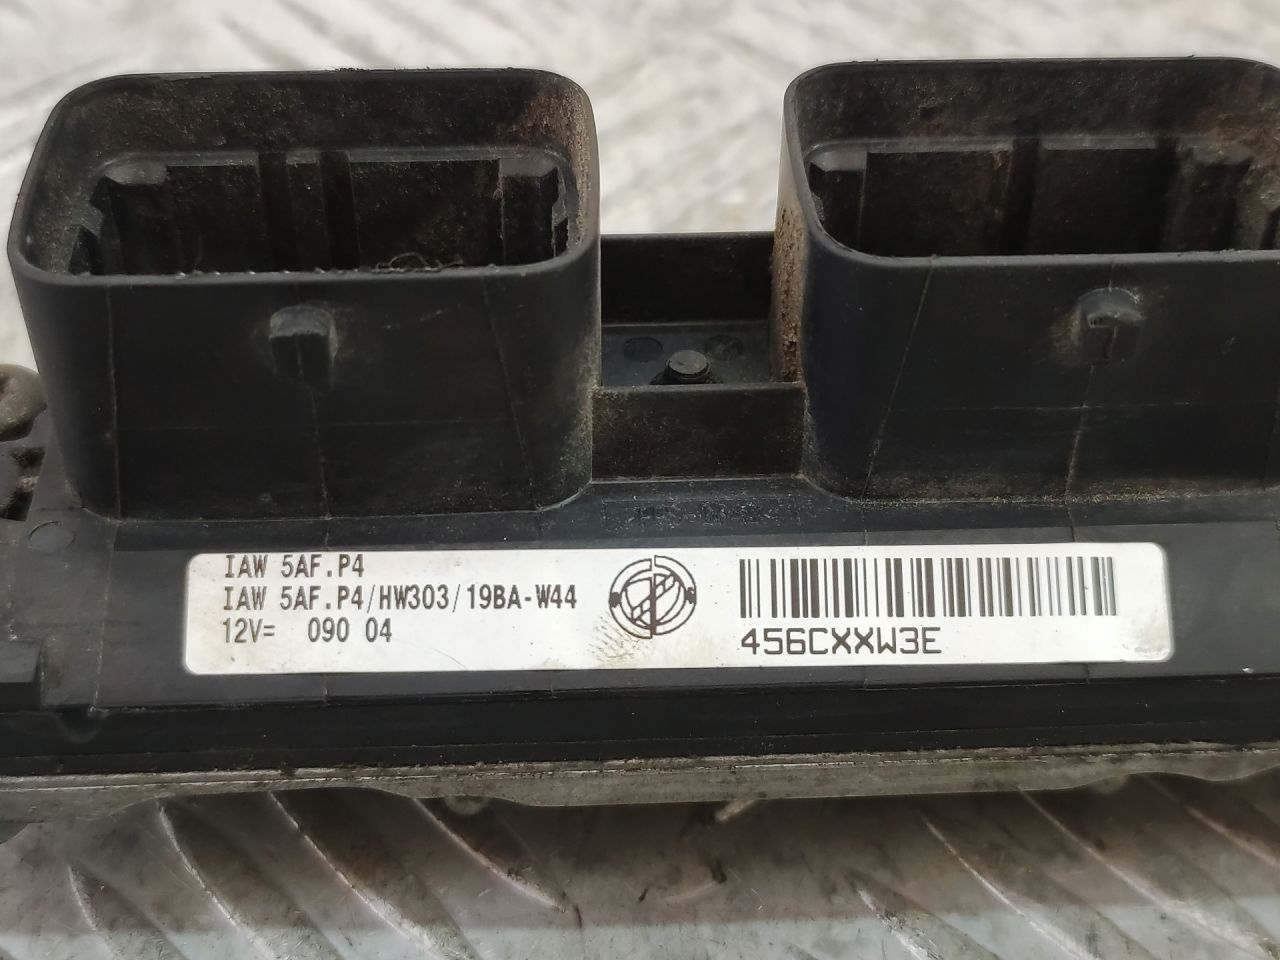 IAW 5AF.P4
IAW 5AF.P4/HW303/19BA-W44
12V= 090 04
456CXXW3E